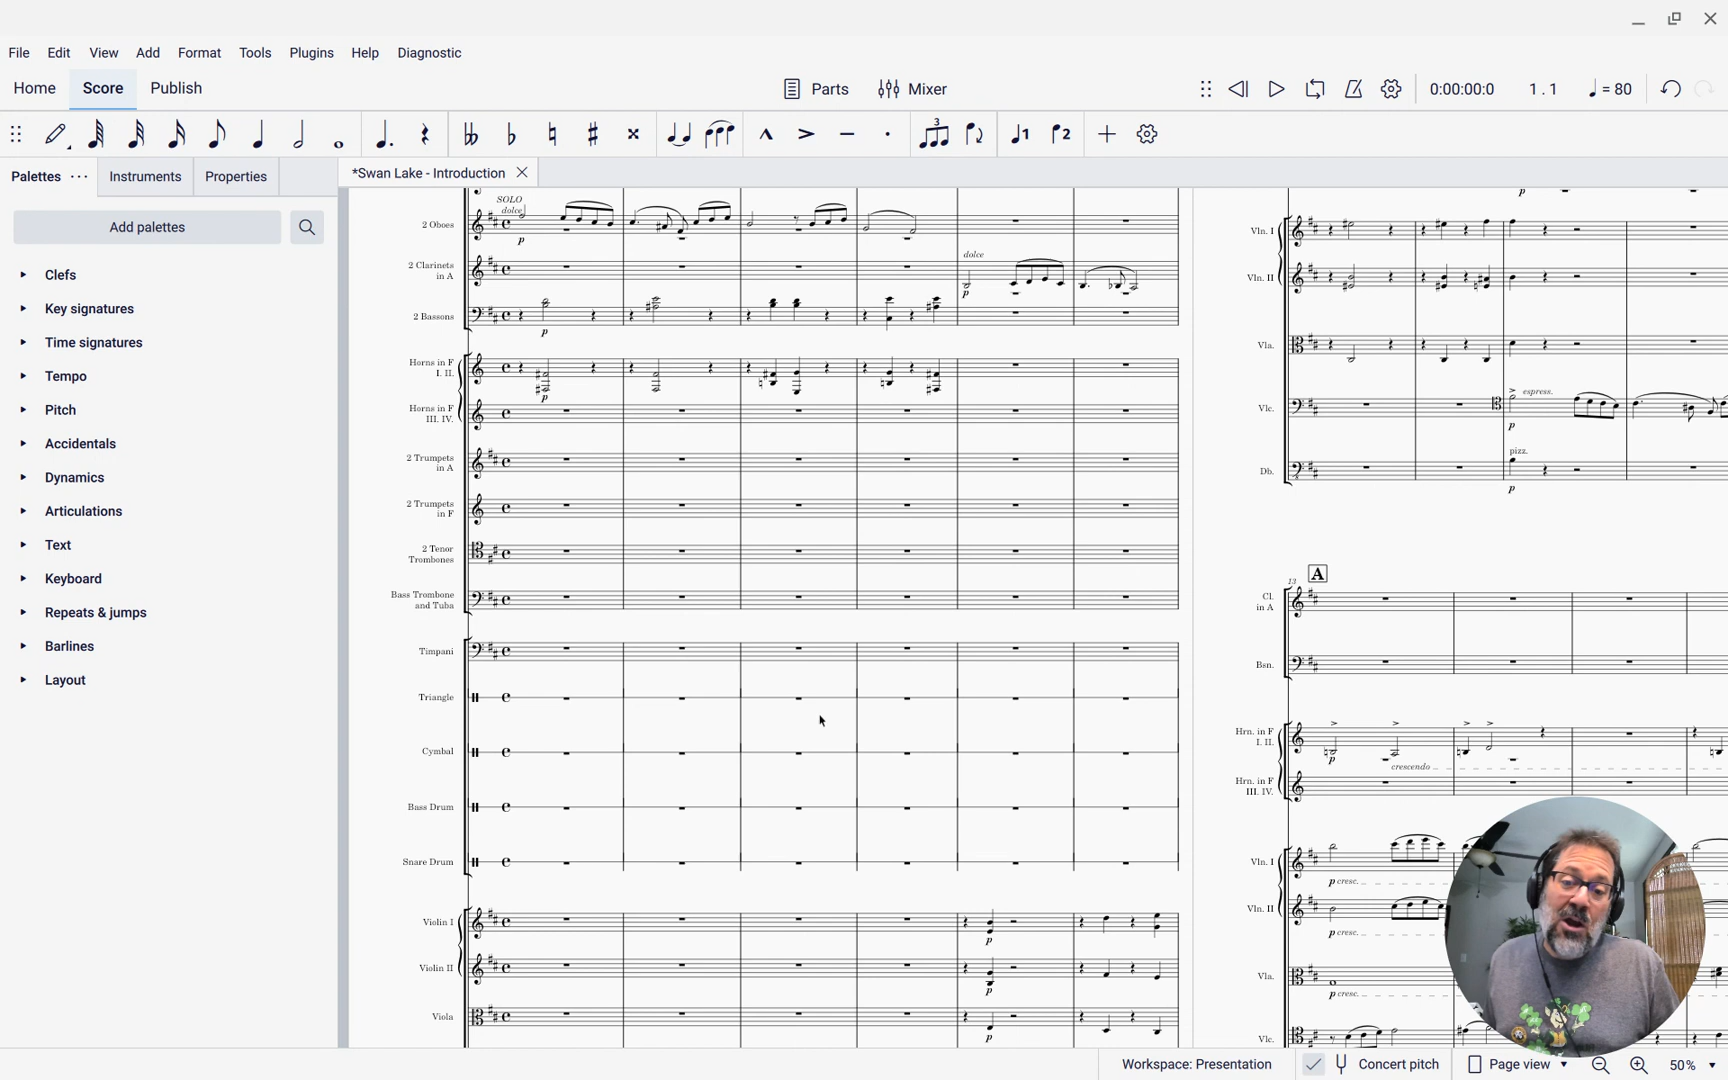 File Edit View Add Format Tools Plugins Help Diagnostic
Home Score Publish Parts Mixer 0:00:00:0 1 . 1 = 80
3 1 2
Palettes ··· Instruments Properties *Swan Lake - Introduction
Add palettes
Clefs
Key signatures
Time signatures
Tempo
Pitch
Accidentals
Dynamics
Articulations
Text
Keyboard
Repeats & jumps
Barlines
Layout
SOLO
dolce
2 Oboes
p
2 Clarinets
in A
dolce
p
2 Bassons
p
Horns in F
I. II.
p
Horns in F
III. IV.
2 Trumpets
in A
2 Trumpets
in F
2 Tenor
Trombones
Bass Trombone
and Tuba
Timpani
Triangle
Cymbal
Bass Drum
Snare Drum
Violin I
p
Violin II
p
Viola
p
p
Vln. I
Vln. II
Vla.
Vlc.
espress.
p
pizz.
Db.
p
13
A
Cl.
in A
Bsn.
Hrn. in F
I. II.
p
crescendo
Hrn. in F
III. IV.
Vln. I
p cresc.
Vln. II
p cresc.
Vla.
p cresc.
Vlc.
Workspace: Presentation Concert pitch Page view 50%